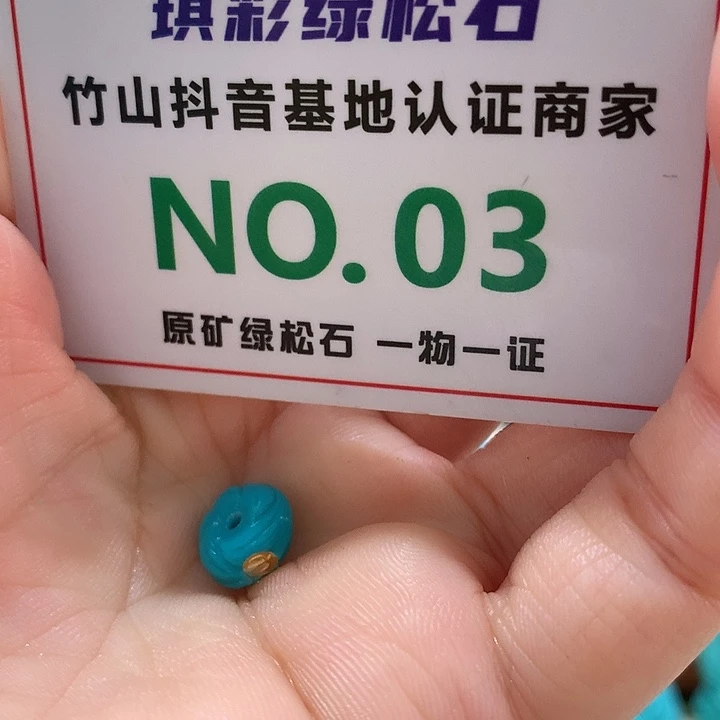 琪彩绿松石
竹山抖音基地认证商家
NO.03
原矿绿松石 一物一证